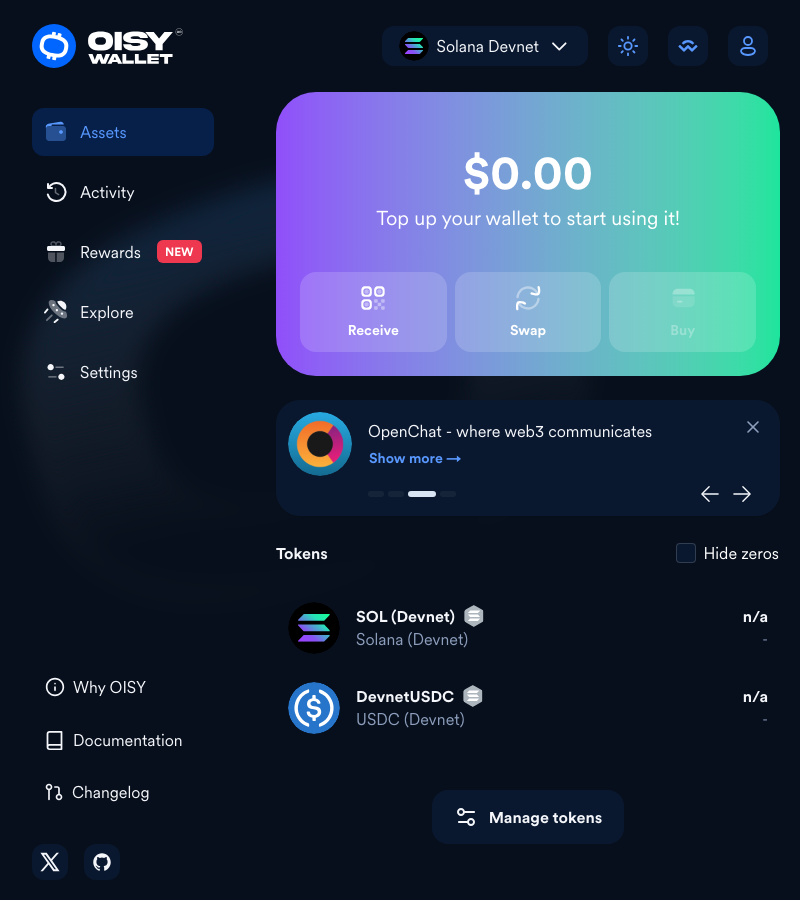 OISY
WALLET
Solana Devnet
Assets
Activity
Rewards NEW
Explore
Settings
$0.00
Top up your wallet to start using it!
Receive
Swap
Buy
OpenChat - where web3 communicates
Show more →
Tokens
Hide zeros
SOL (Devnet)
n/a
Solana (Devnet)
-
DevnetUSDC
n/a
USDC (Devnet)
-
Manage tokens
Why OISY
Documentation
Changelog